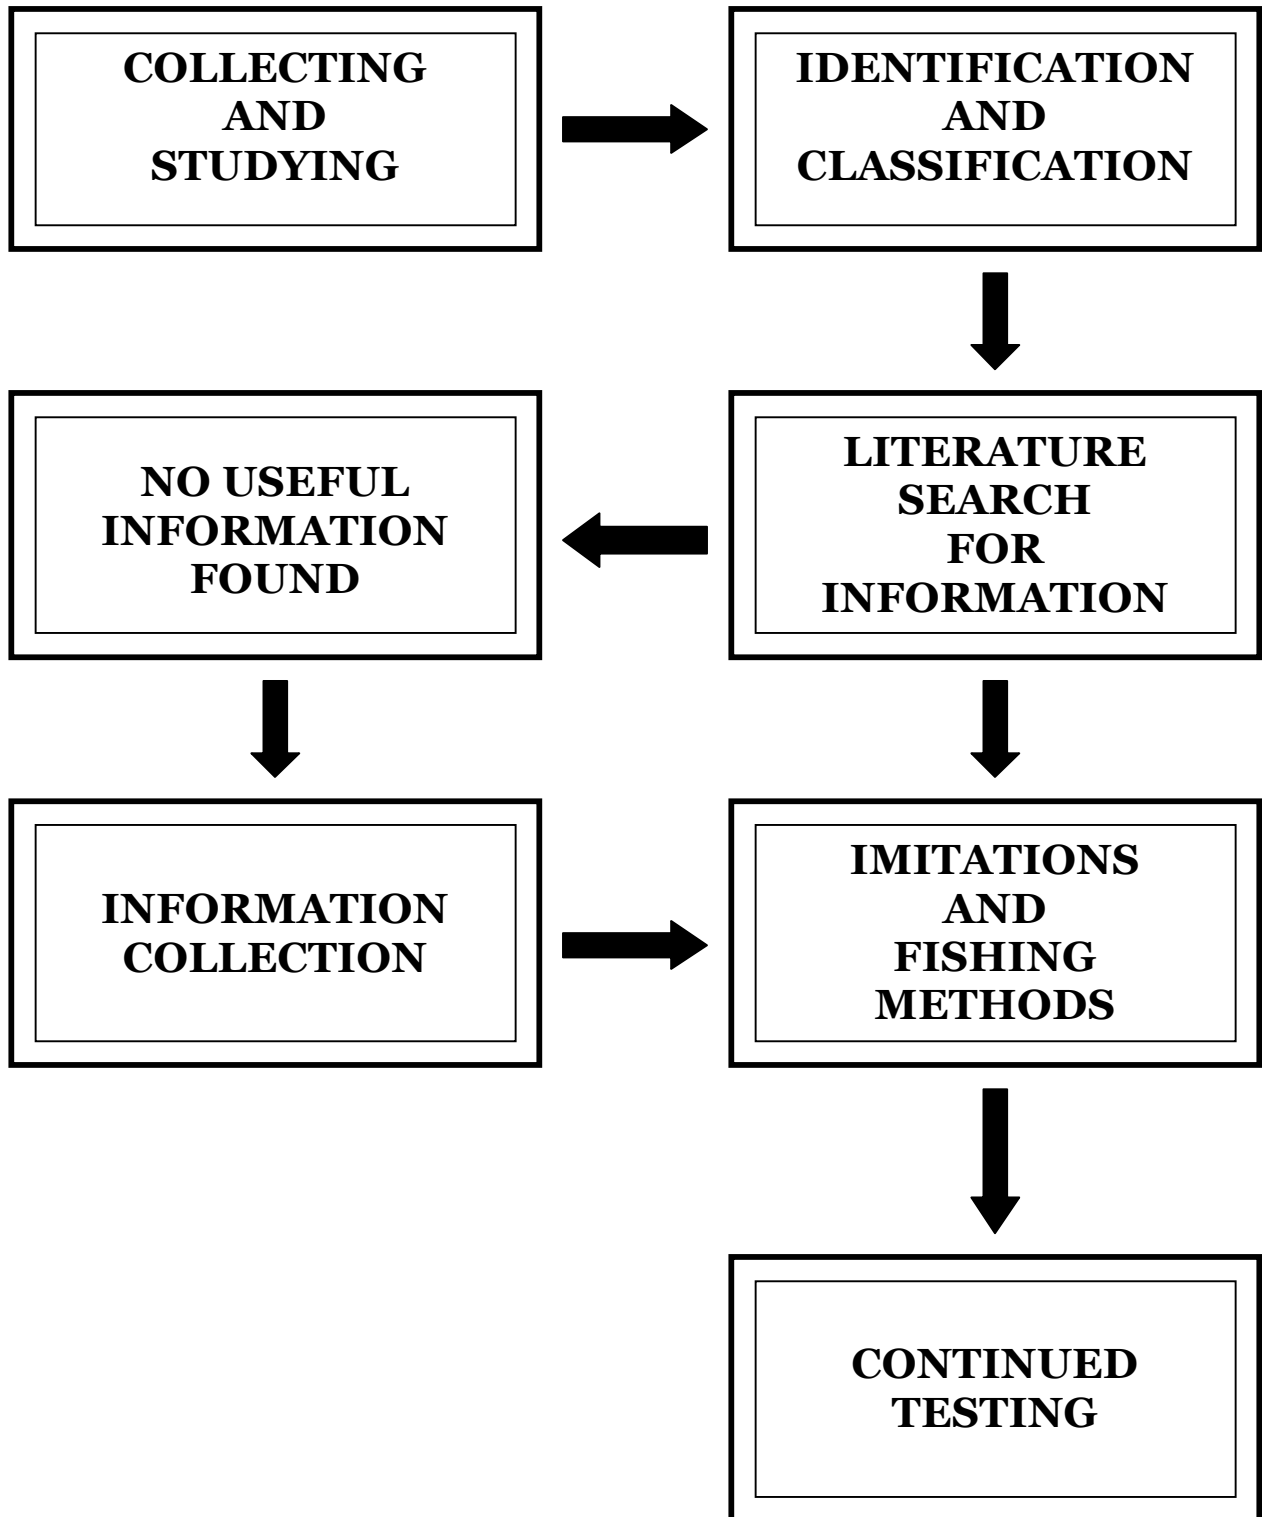 COLLECTING
AND
STUDYING
IDENTIFICATION
AND
CLASSIFICATION
NO USEFUL
INFORMATION
FOUND
LITERATURE
SEARCH
FOR
INFORMATION
INFORMATION
COLLECTION
IMITATIONS
AND
FISHING
METHODS
CONTINUED
TESTING